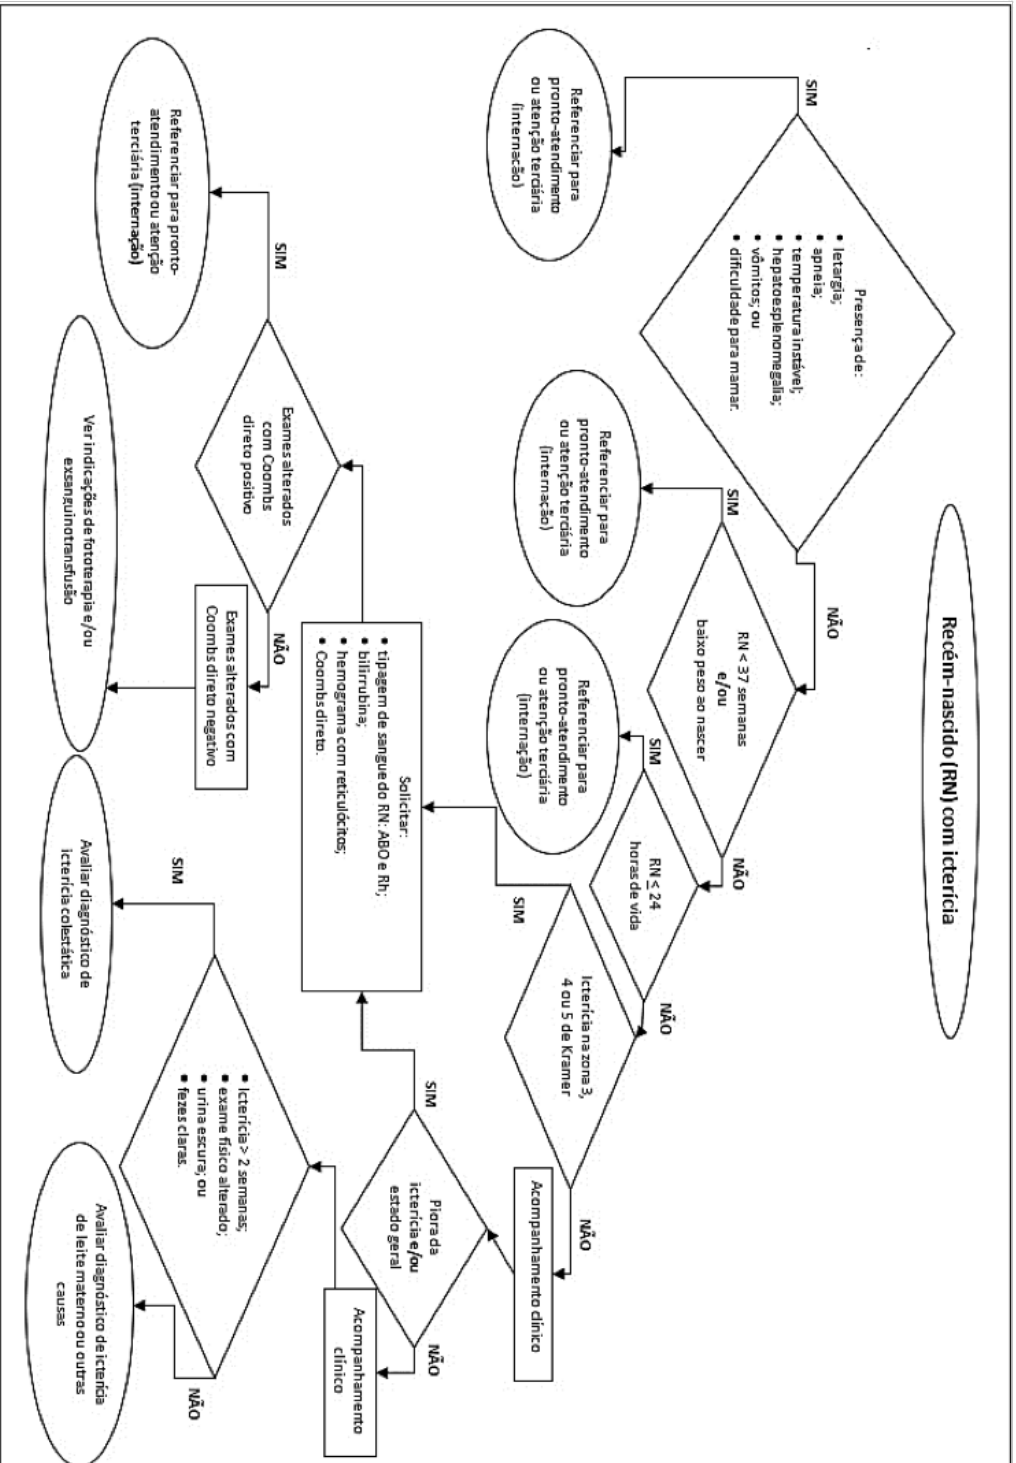 Recém-nascido (RN) com icterícia
Presença de:
• letargia;
• apneia;
• temperatura instável;
• hepatoesplenomegalia;
• vômitos; ou
• dificuldade para mamar.
SIM
NÃO
Referenciar para
pronto-atendimento
ou atenção terciária
(internação)
RN < 37 semanas
e/ou
baixo peso ao nascer
SIM
NÃO
Referenciar para
pronto-atendimento
ou atenção terciária
(internação)
RN ≤ 24
horas de vida
SIM
NÃO
Referenciar para
pronto-atendimento
ou atenção terciária
(internação)
Icterícia na zona 3,
4 ou 5 de Kramer
SIM
NÃO
Acompanhamento clínico
Piora da
icterícia e/ou
estado geral
SIM
NÃO
Acompanhamento
clínico
Solicitar:
• tipagem de sangue do RN: ABO e Rh;
• bilirrubina;
• hemograma com reticulócitos;
• Coombs direto.
Exames alterados
com Coombs
direto positivo
SIM
NÃO
Referenciar para pronto-
atendimento ou atenção
terciária (internação)
Exames alterados com
Coombs direto negativo
Ver indicações de fototerapia e/ou
exsanguinotransfusão
• Icterícia > 2 semanas;
• exame físico alterado;
• urina escura; ou
• fezes claras.
SIM
NÃO
Avaliar diagnóstico de
icterícia colestática
Avaliar diagnóstico de icterícia
de leite materno ou outras
causas